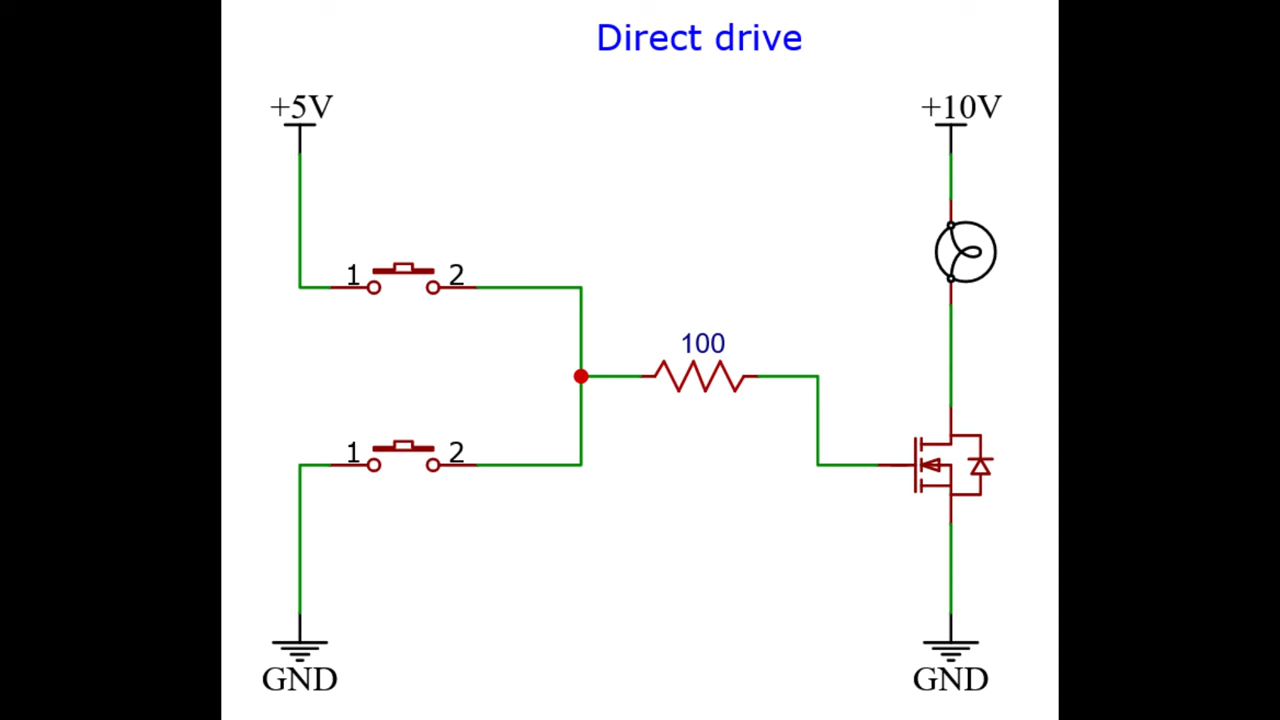 Direct drive
+5V
+10V
1 2
100
1 2
GND
GND